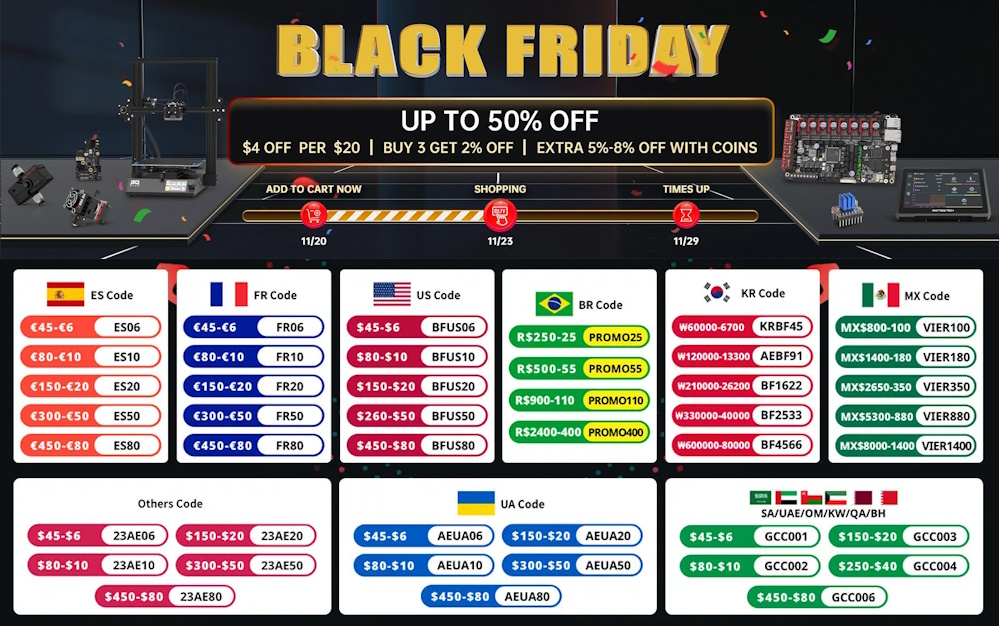 BLACK FRIDAY
UP TO 50% OFF
$4 OFF PER $20 | BUY 3 GET 2% OFF | EXTRA 5%-8% OFF WITH COINS
ADD TO CART NOW
SHOPPING
TIMES UP
BUY
11/20
11/23
11/29
ES Code
€45-€6 ES06
€80-€10 ES10
€150-€20 ES20
€300-€50 ES50
€450-€80 ES80
FR Code
€45-€6 FR06
€80-€10 FR10
€150-€20 FR20
€300-€50 FR50
€450-€80 FR80
US Code
$45-$6 BFUS06
$80-$10 BFUS10
$150-$20 BFUS20
$260-$50 BFUS50
$450-$80 BFUS80
BR Code
R$250-25 PROMO25
R$500-55 PROMO55
R$900-110 PROMO110
R$2400-400 PROMO400
KR Code
₩60000-6700 KRBF45
₩120000-13300 AEBF91
₩210000-26200 BF1622
₩330000-40000 BF2533
₩600000-80000 BF4566
MX Code
MX$800-100 VIER100
MX$1400-180 VIER180
MX$2650-350 VIER350
MX$5300-880 VIER880
MX$8000-1400 VIER1400
Others Code
$45-$6 23AE06
$150-$20 23AE20
$80-$10 23AE10
$300-$50 23AE50
$450-$80 23AE80
UA Code
$45-$6 AEUA06
$150-$20 AEUA20
$80-$10 AEUA10
$300-$50 AEUA50
$450-$80 AEUA80
SA/UAE/OM/KW/QA/BH
$45-$6 GCC001
$150-$20 GCC003
$80-$10 GCC002
$250-$40 GCC004
$450-$80 GCC006